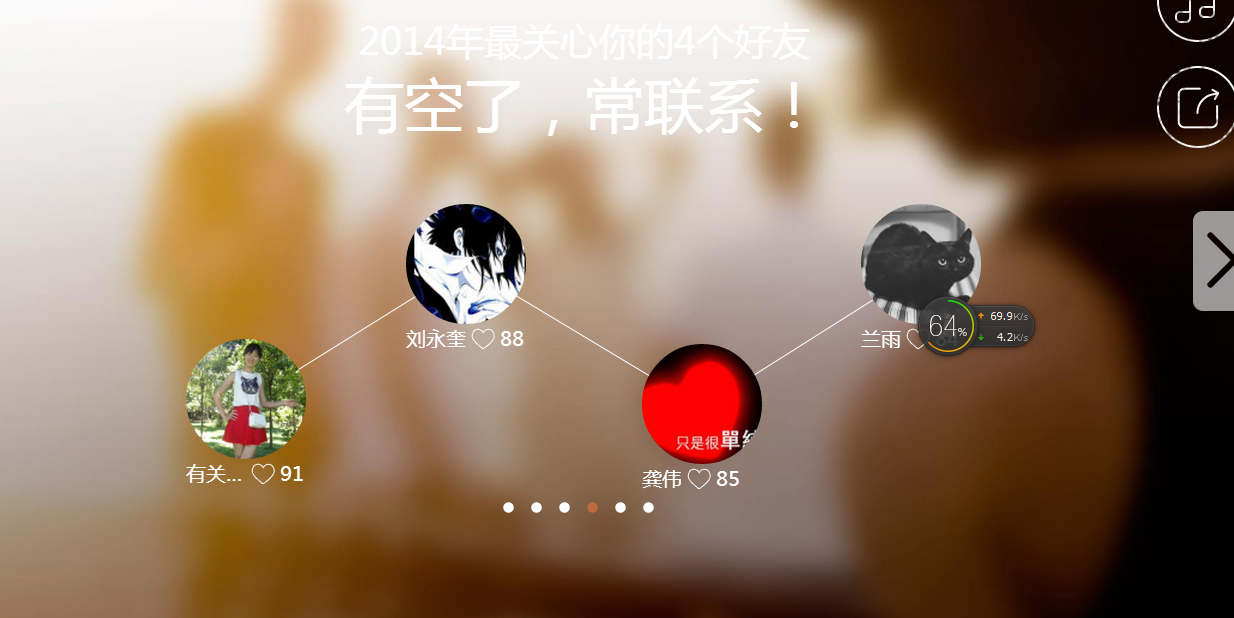 2014年最关心你的4个好友
有空了，常联系！
刘永奎 88
兰雨 84
64%
69.9K/s
4.2K/s
只是很單纟
有关... 91
龚伟 85